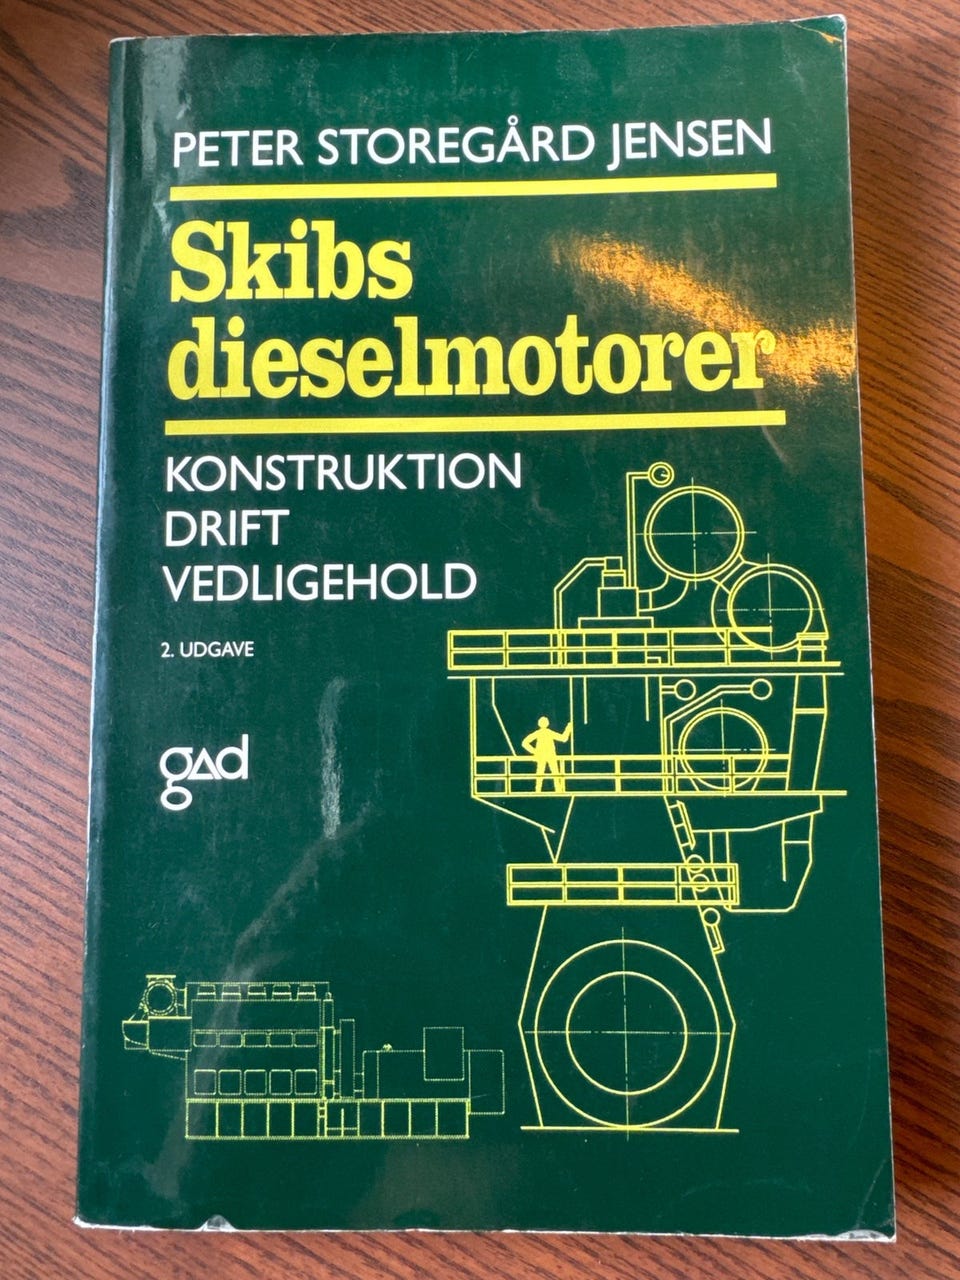 PETER STOREGÅRD JENSEN
Skibs
dieselmotorer
KONSTRUKTION
DRIFT
VEDLIGEHOLD
2. UDGAVE
gad